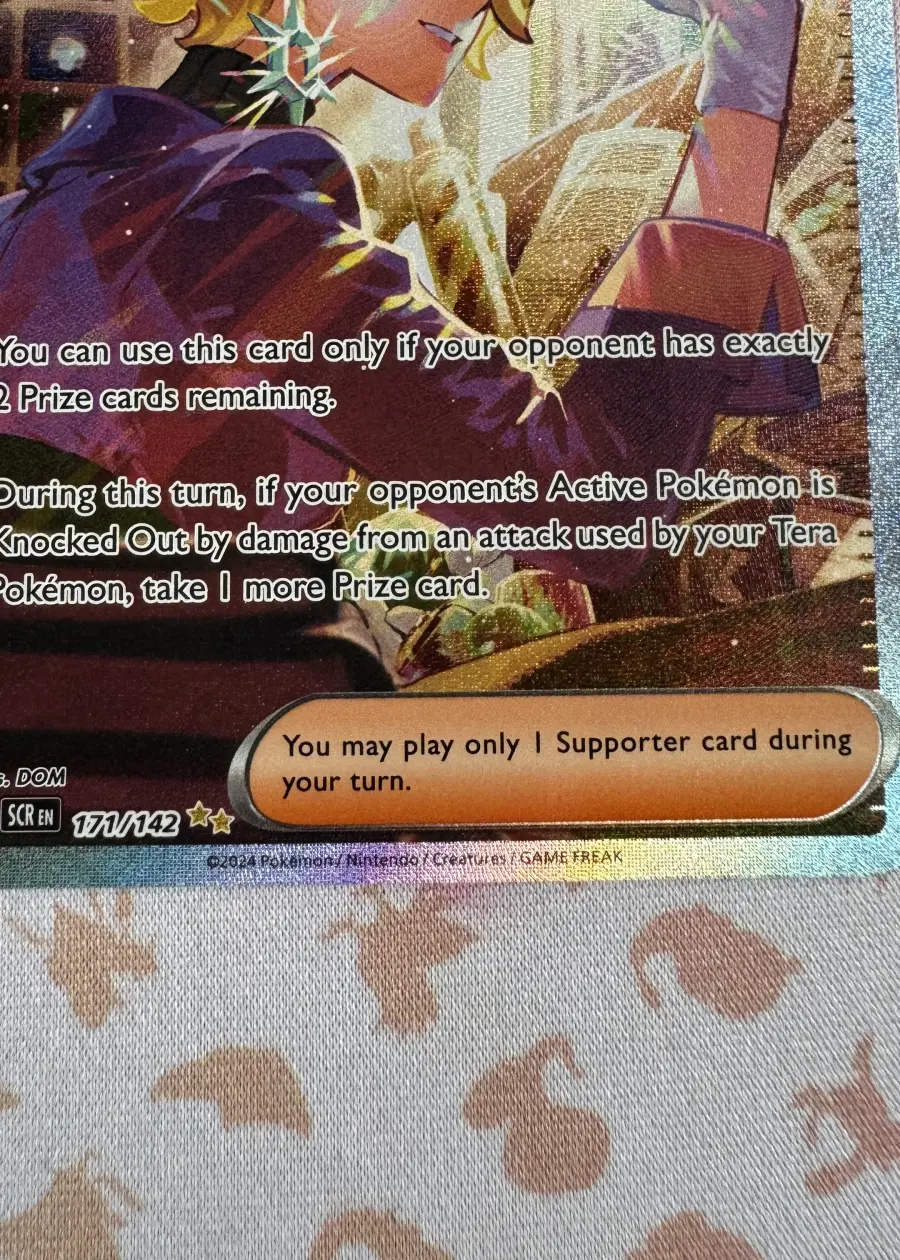 You can use this card only if your opponent has exactly
2 Prize cards remaining.
During this turn, if your opponent's Active Pokémon is
Knocked Out by damage from an attack used by your Tera
Pokémon, take 1 more Prize card.
You may play only 1 Supporter card during
your turn.
s. DOM
SCR EN 171/142
©2024 Pokémon / Nintendo / Creatures / GAME FREAK